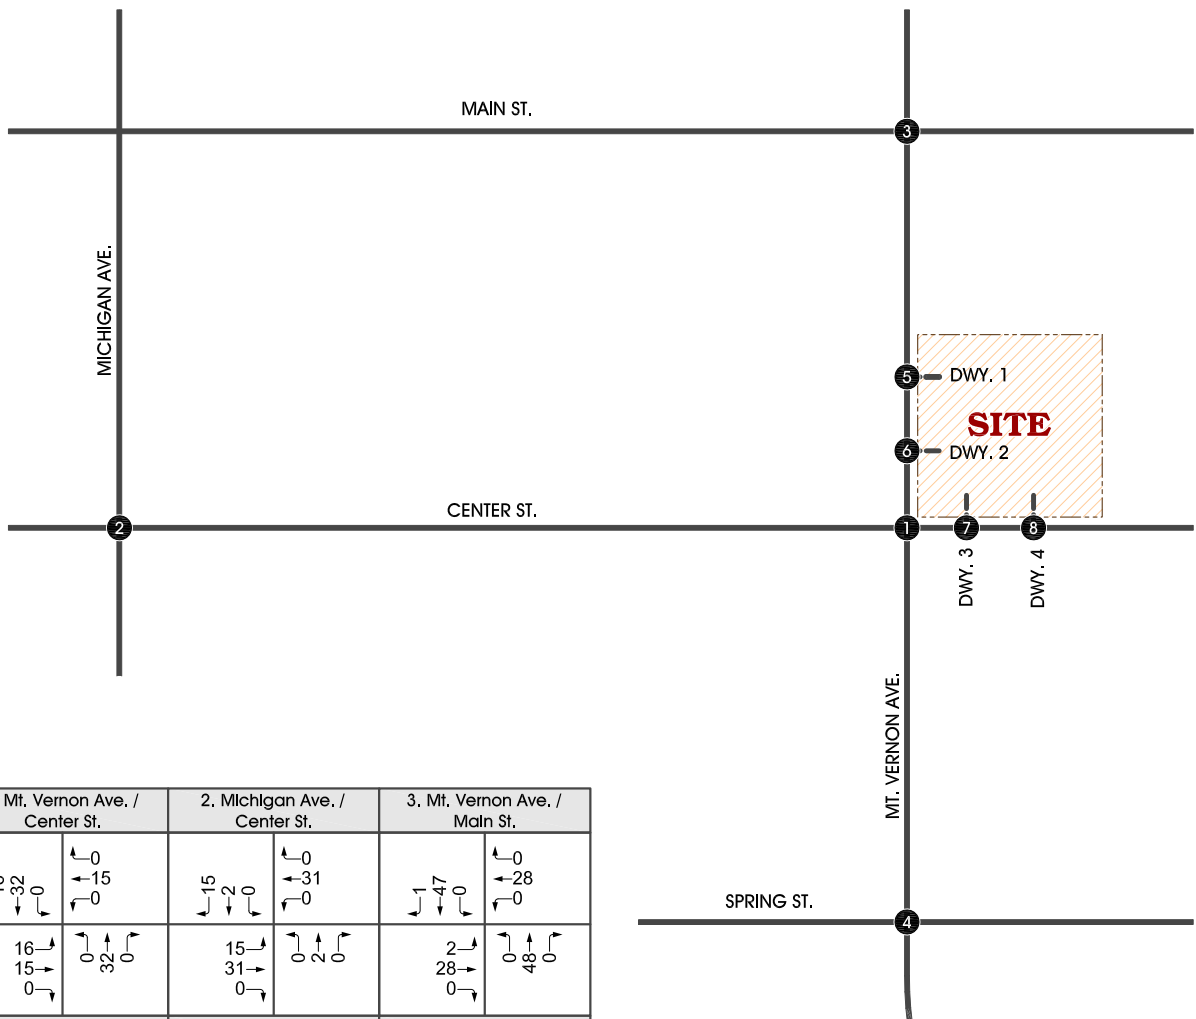 MAIN ST.
3
MICHIGAN AVE.
5
DWY. 1
SITE
6
DWY. 2
CENTER ST.
2
1
7
8
DWY. 3
DWY. 4
MT. VERNON AVE.
SPRING ST.
4
Mt. Vernon Ave. /
Center St.
32
0
0
15
0
16
15
0
0
32
0
2. Michigan Ave. /
Center St.
15
2
0
0
31
0
15
31
0
0
2
0
3. Mt. Vernon Ave. /
Main St.
1
47
0
0
28
0
2
28
0
0
48
0